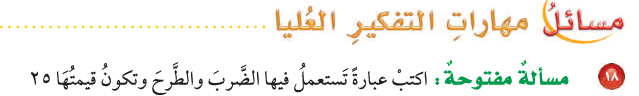 مسائلُ مهاراتِ التفكيرِ العُليا
١٨ مسألةٌ مفتوحةٌ : اكتبْ عبارةً تَستعملُ فيها الضَّربَ والطَّرحَ وتكونُ قيمتُهَا ٢٥